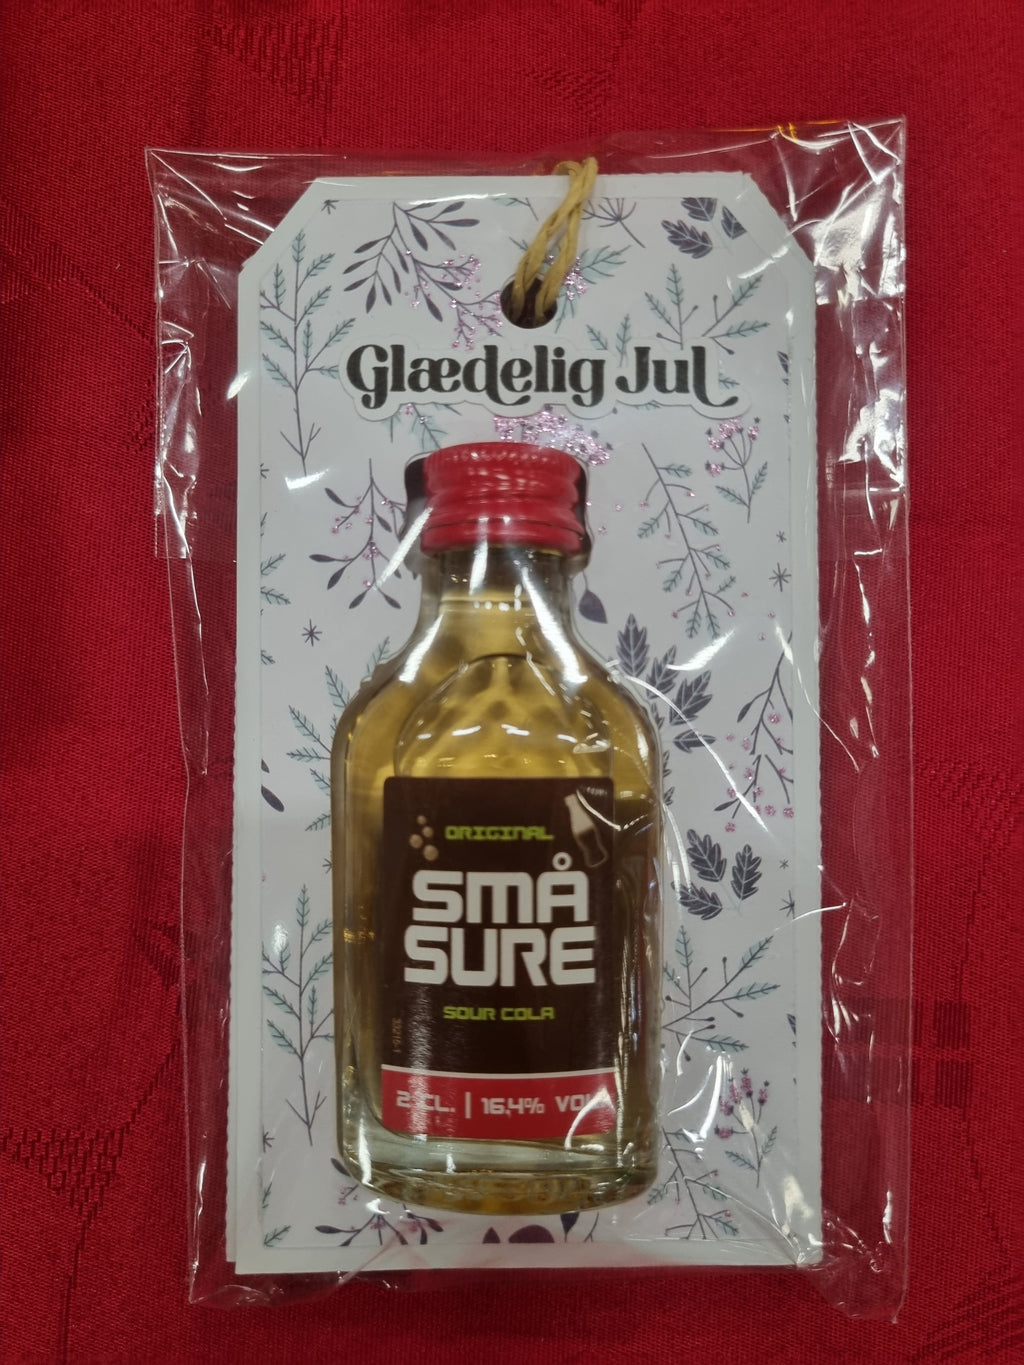 Glædelig Jul
ORIGINAL
SMÅ
SURE
SOUR COLA
2 CL. | 16,4% VOL